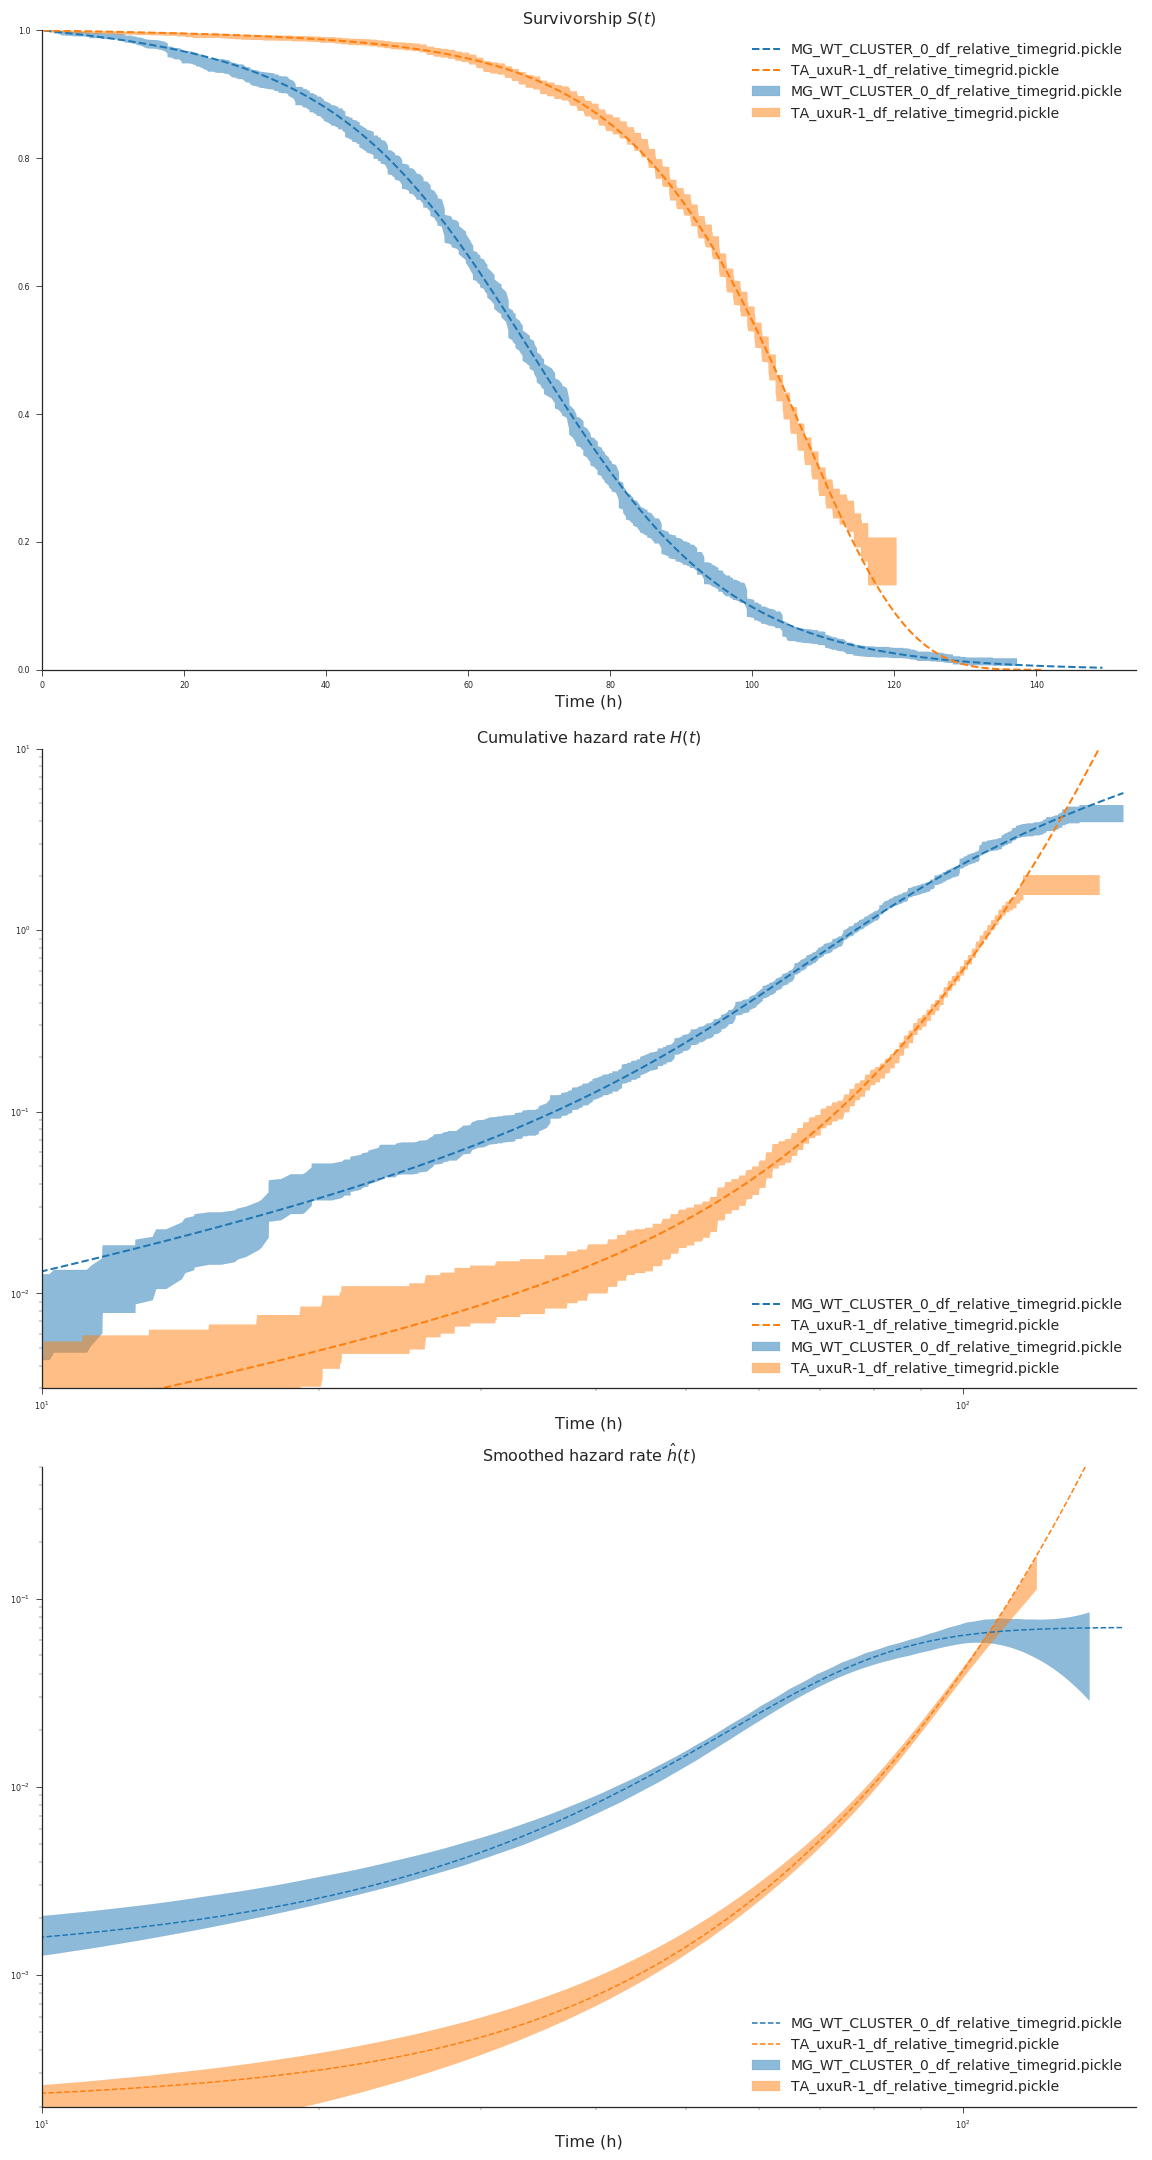 Survivorship S(t)
1.0
0.8
0.6
0.4
0.2
0.0
MG_WT_CLUSTER_0_df_relative_timegrid.pickle
TA_uxuR-1_df_relative_timegrid.pickle
MG_WT_CLUSTER_0_df_relative_timegrid.pickle
TA_uxuR-1_df_relative_timegrid.pickle
0 20 40 60 80 100 120 140
Time (h)
Cumulative hazard rate H(t)
10¹
10⁰
10⁻¹
10⁻²
MG_WT_CLUSTER_0_df_relative_timegrid.pickle
TA_uxuR-1_df_relative_timegrid.pickle
MG_WT_CLUSTER_0_df_relative_timegrid.pickle
TA_uxuR-1_df_relative_timegrid.pickle
10¹ 10²
Time (h)
Smoothed hazard rate ĥ(t)
10⁻¹
10⁻²
10⁻³
MG_WT_CLUSTER_0_df_relative_timegrid.pickle
TA_uxuR-1_df_relative_timegrid.pickle
MG_WT_CLUSTER_0_df_relative_timegrid.pickle
TA_uxuR-1_df_relative_timegrid.pickle
10¹ 10²
Time (h)